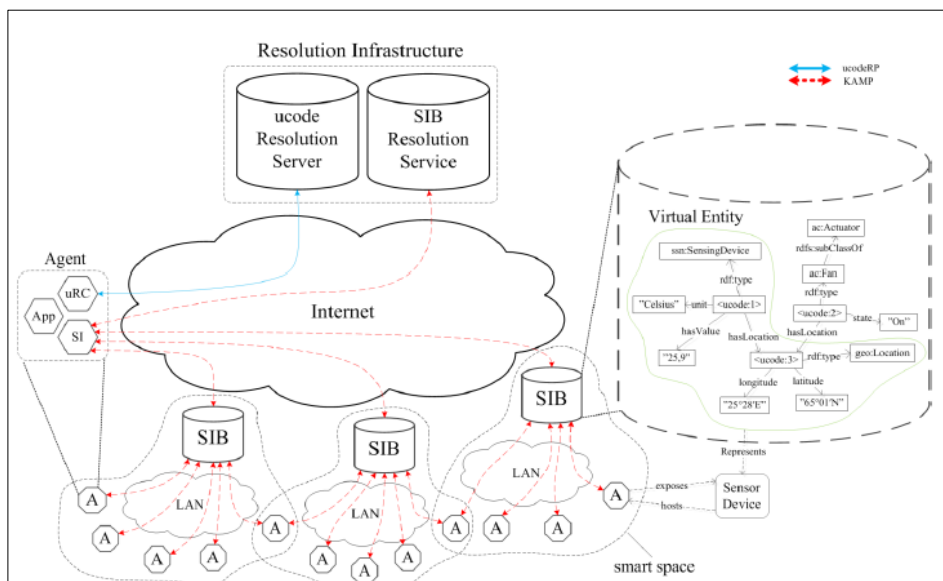 Resolution Infrastructure
ucode
Resolution
Server
SIB
Resolution
Service
ucodeRP
KAMP
Agent
uRC
App
SI
Internet
Virtual Entity
ac:Actuator
rdfs:subClassOf
ssn:SensingDevice
ac:Fan
rdf:type
rdf:type
"Celsius"
unit
<ucode:1>
<ucode:2>
state
"On"
hasValue
hasLocation
hasLocation
"25,9"
<ucode:3>
rdf:type
geo:Location
longitude
latitude
"25°28'E"
"65°01'N"
Represents
SIB
SIB
SIB
LAN
LAN
LAN
A
A
A
A
A
A
A
A
A
A
A
A
A
exposes
hosts
Sensor
Device
smart space